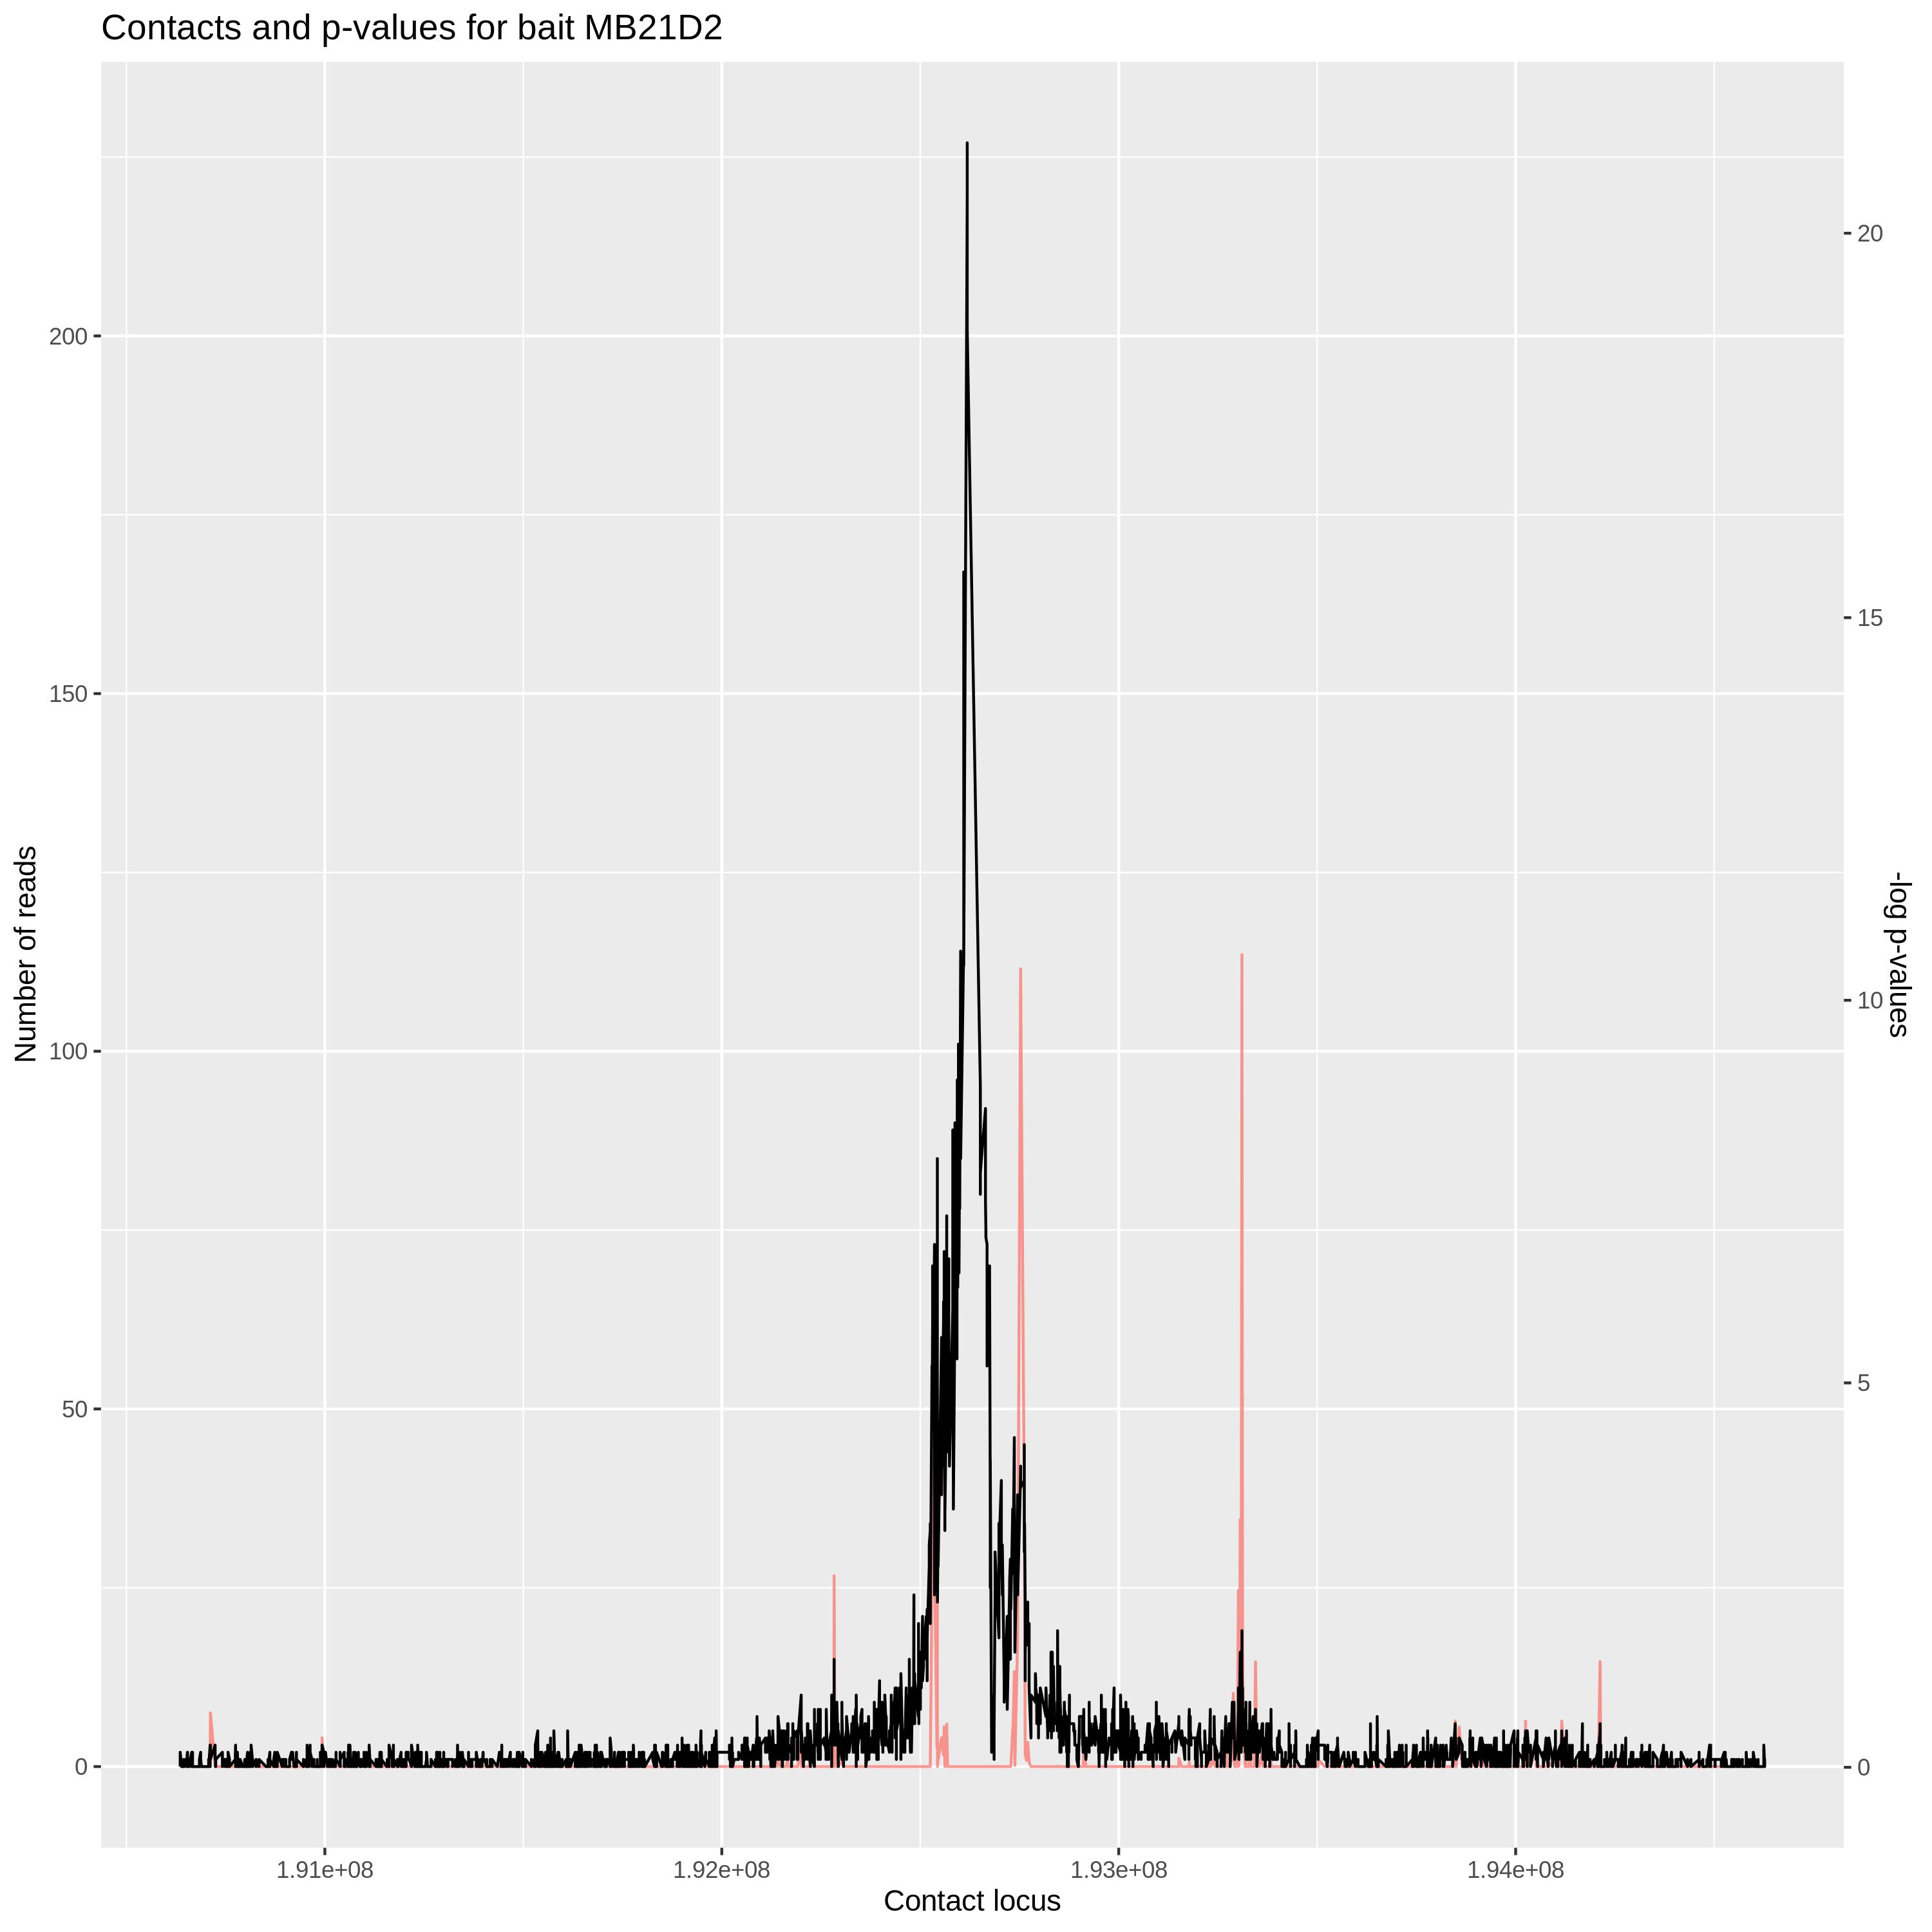 Contacts and p-values for bait MB21D2
Number of reads
200
150
100
50
0
20
15
10
5
0
-log p-values
1.91e+08 1.92e+08 1.93e+08 1.94e+08
Contact locus